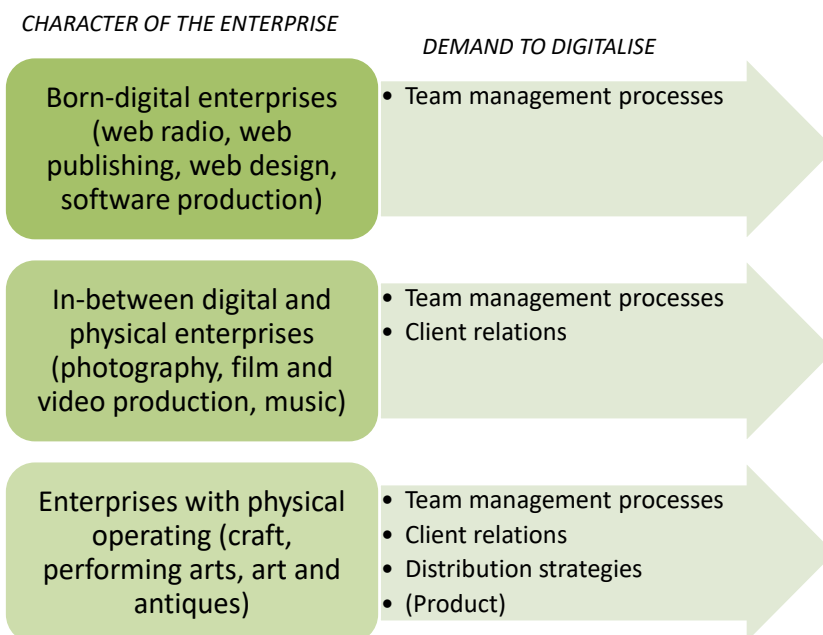 CHARACTER OF THE ENTERPRISE
DEMAND TO DIGITALISE
Born-digital enterprises
(web radio, web
publishing, web design,
software production)
• Team management processes
In-between digital and
physical enterprises
(photography, film and
video production, music)
• Team management processes
• Client relations
Enterprises with physical
operating (craft,
performing arts, art and
antiques)
• Team management processes
• Client relations
• Distribution strategies
• (Product)